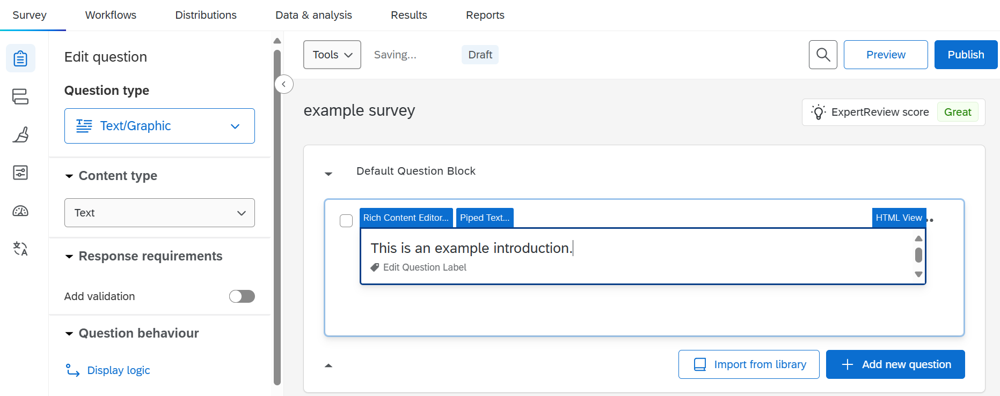 Survey Workflows Distributions Data & analysis Results Reports
Edit question
Question type
Text/Graphic
Content type
Text
Response requirements
Add validation
Question behaviour
Display logic
Tools Saving... Draft Preview Publish
example survey
ExpertReview score Great
Default Question Block
Rich Content Editor... Piped Text... HTML View
This is an example introduction.
Edit Question Label
Import from library Add new question